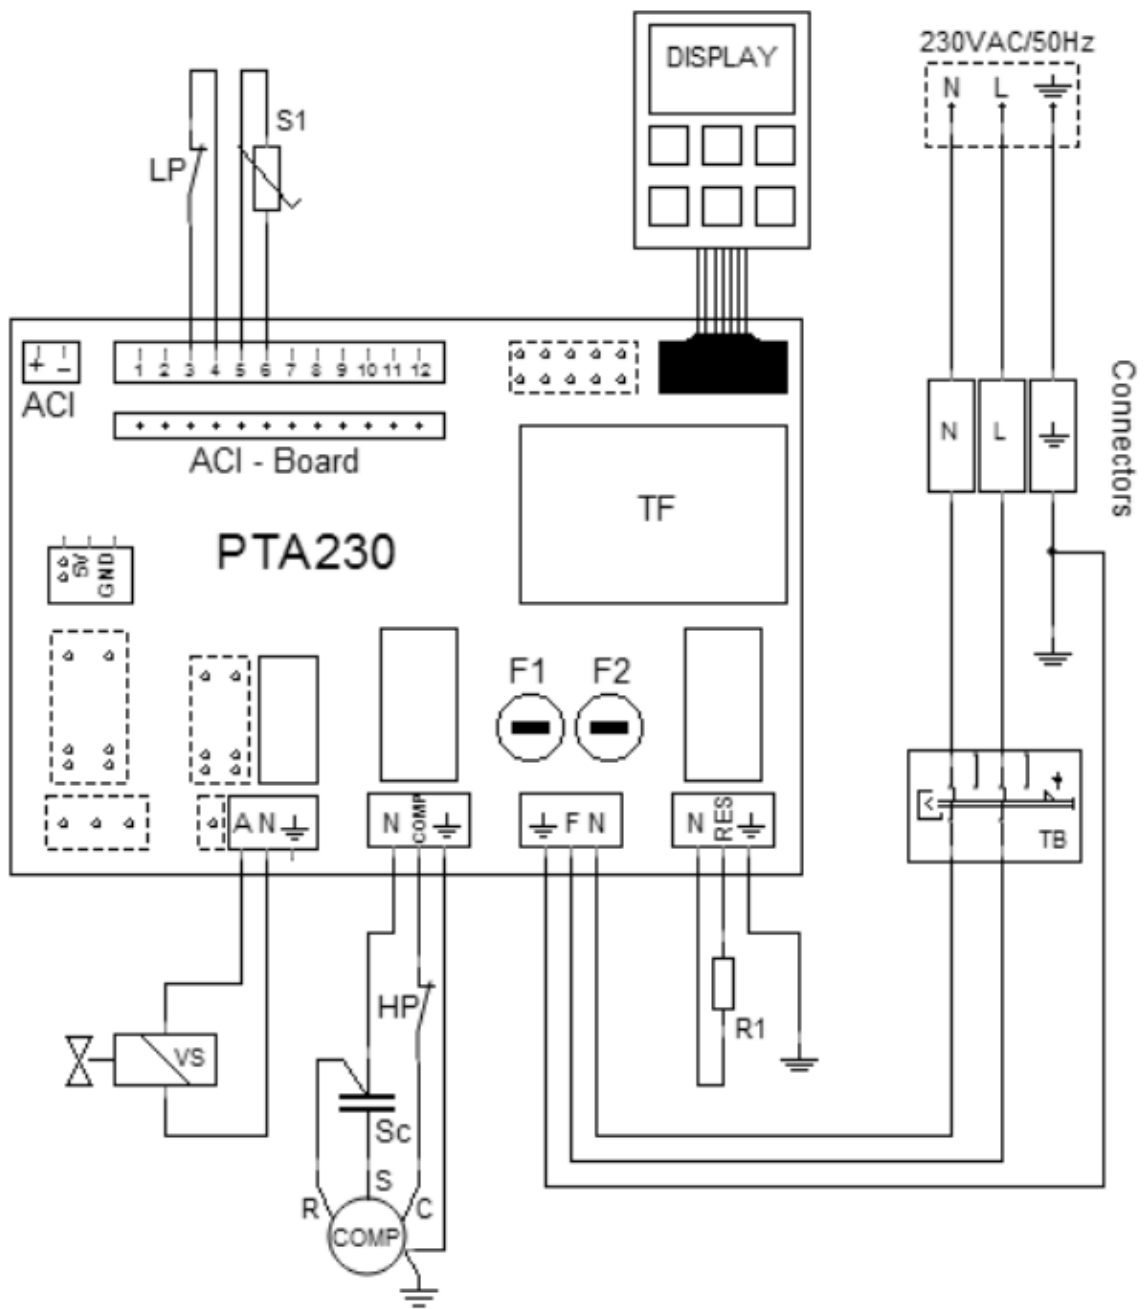 DISPLAY
230VAC/50Hz
N L
S1
LP
+ -
1 2 3 4 5 6 7 8 9 10 11 12
ACI
ACI - Board
TF
N L
Connectors
PTA230
5V
GND
F1 F2
A N
N COMP
F N
N RES
TB
HP
R1
VS
Sc
S
R C
COMP